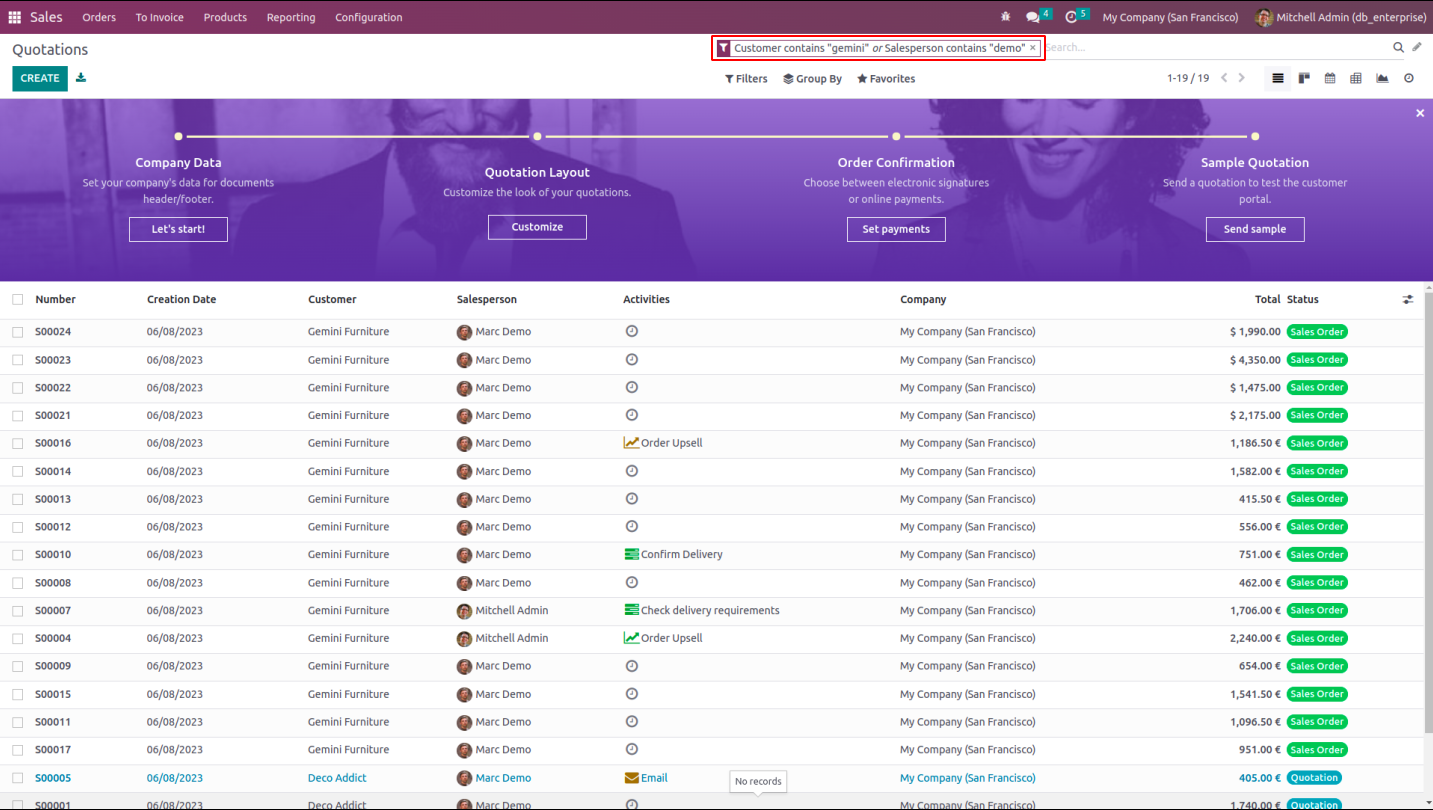 Sales Orders To Invoice Products Reporting Configuration 4 5 My Company (San Francisco) Mitchell Admin (db_enterprise)
Quotations Customer contains "gemini" or Salesperson contains "demo" × Search...
CREATE Filters Group By Favorites 1-19 / 19
Company Data
Set your company's data for documents
header/footer.
Let's start!
Quotation Layout
Customize the look of your quotations.
Customize
Order Confirmation
Choose between electronic signatures
or online payments.
Set payments
Sample Quotation
Send a quotation to test the customer
portal.
Send sample
Number Creation Date Customer Salesperson Activities Company Total Status
S00024 06/08/2023 Gemini Furniture Marc Demo My Company (San Francisco) $ 1,990.00 Sales Order
S00023 06/08/2023 Gemini Furniture Marc Demo My Company (San Francisco) $ 4,350.00 Sales Order
S00022 06/08/2023 Gemini Furniture Marc Demo My Company (San Francisco) $ 1,475.00 Sales Order
S00021 06/08/2023 Gemini Furniture Marc Demo My Company (San Francisco) $ 2,175.00 Sales Order
S00016 06/08/2023 Gemini Furniture Marc Demo Order Upsell My Company (San Francisco) 1,186.50 € Sales Order
S00014 06/08/2023 Gemini Furniture Marc Demo My Company (San Francisco) 1,582.00 € Sales Order
S00013 06/08/2023 Gemini Furniture Marc Demo My Company (San Francisco) 415.50 € Sales Order
S00012 06/08/2023 Gemini Furniture Marc Demo My Company (San Francisco) 556.00 € Sales Order
S00010 06/08/2023 Gemini Furniture Marc Demo Confirm Delivery My Company (San Francisco) 751.00 € Sales Order
S00008 06/08/2023 Gemini Furniture Marc Demo My Company (San Francisco) 462.00 € Sales Order
S00007 06/08/2023 Gemini Furniture Mitchell Admin Check delivery requirements My Company (San Francisco) 1,706.00 € Sales Order
S00004 06/08/2023 Gemini Furniture Mitchell Admin Order Upsell My Company (San Francisco) 2,240.00 € Sales Order
S00009 06/08/2023 Gemini Furniture Marc Demo My Company (San Francisco) 654.00 € Sales Order
S00015 06/08/2023 Gemini Furniture Marc Demo My Company (San Francisco) 1,541.50 € Sales Order
S00011 06/08/2023 Gemini Furniture Marc Demo My Company (San Francisco) 1,096.50 € Sales Order
S00017 06/08/2023 Gemini Furniture Marc Demo My Company (San Francisco) 951.00 € Sales Order
S00005 06/08/2023 Deco Addict Marc Demo Email My Company (San Francisco) 405.00 € Quotation
No records
S00001 06/08/2023 Deco Addict Marc Demo My Company (San Francisco) 1,740.00 € Quotation